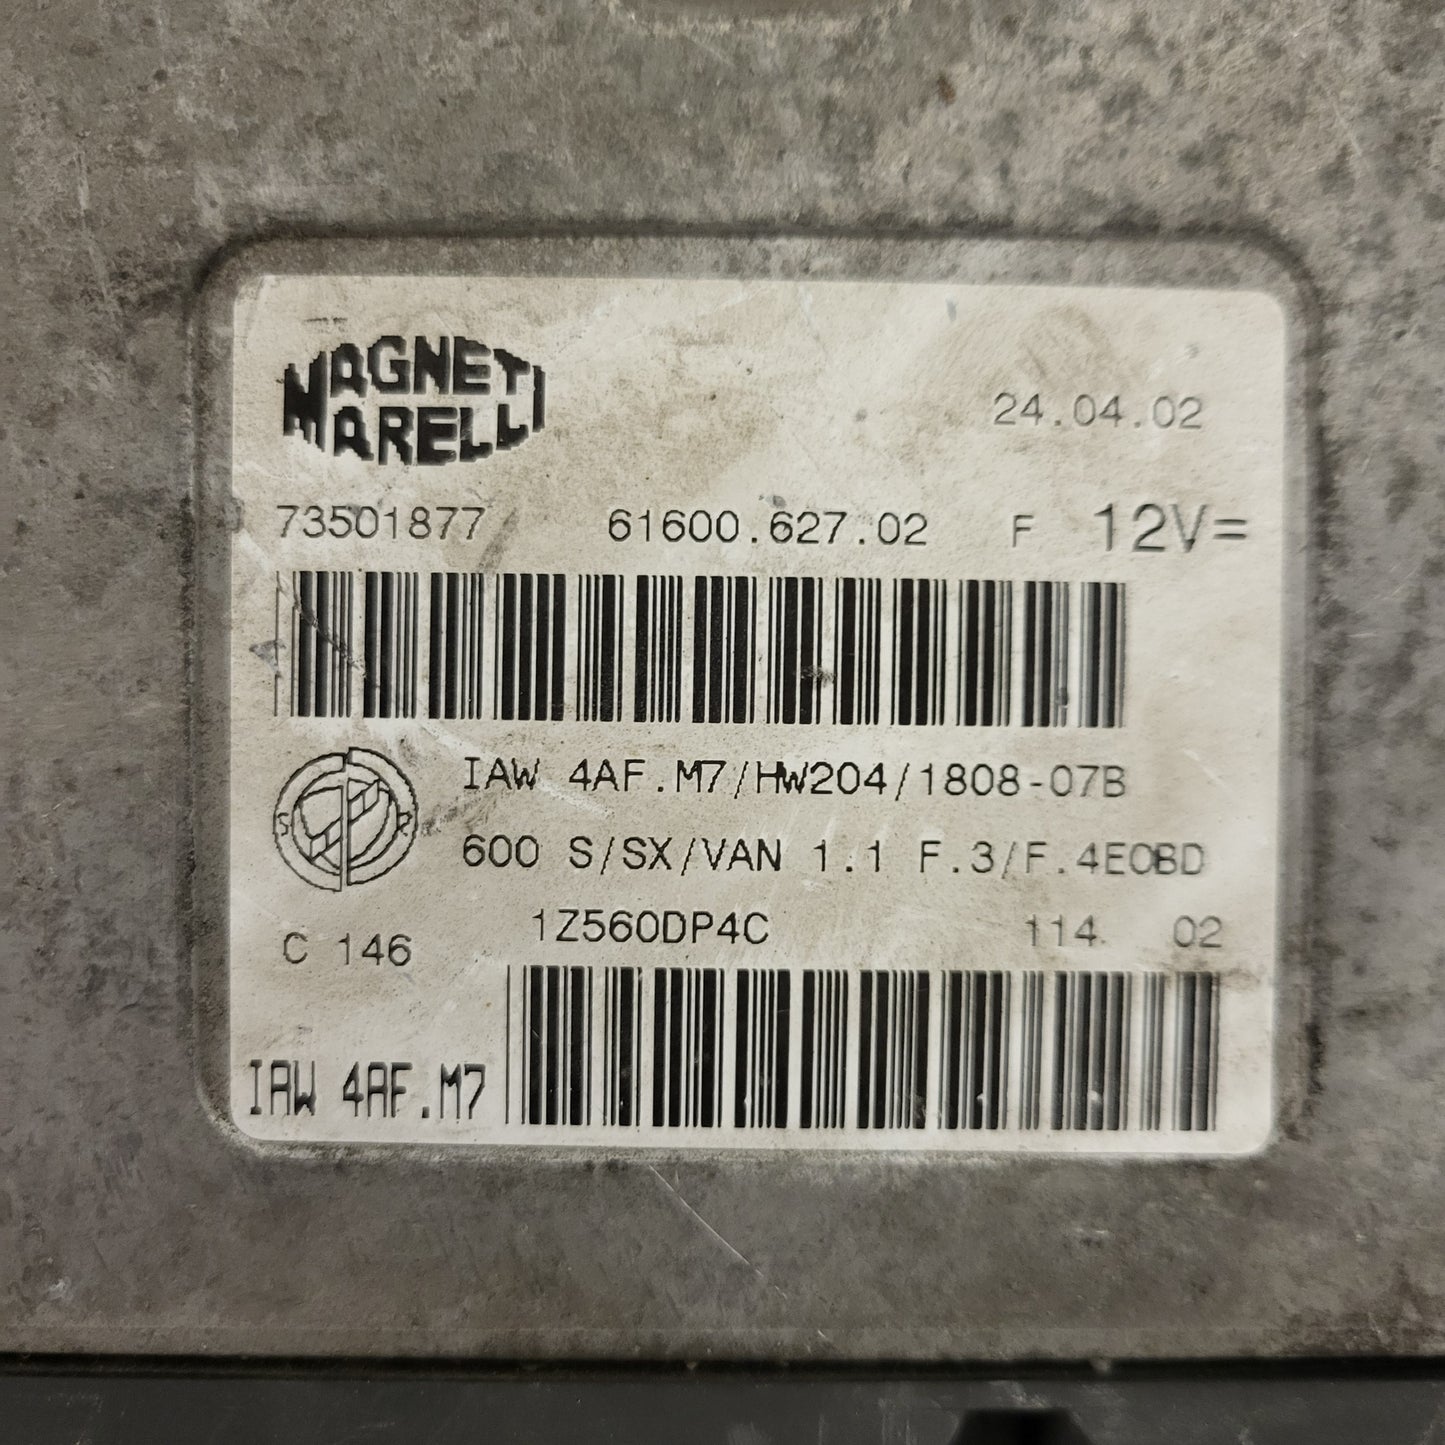 MAGNETI
MARELLI
24.04.02
73501877 61600.627.02 F 12V=
IAW 4AF.M7/HW204/1808-07B
S R
600 S/SX/VAN 1.1 F.3/F.4EOBD
C 146 1Z560DP4C 114 02
IAW 4AF.M7